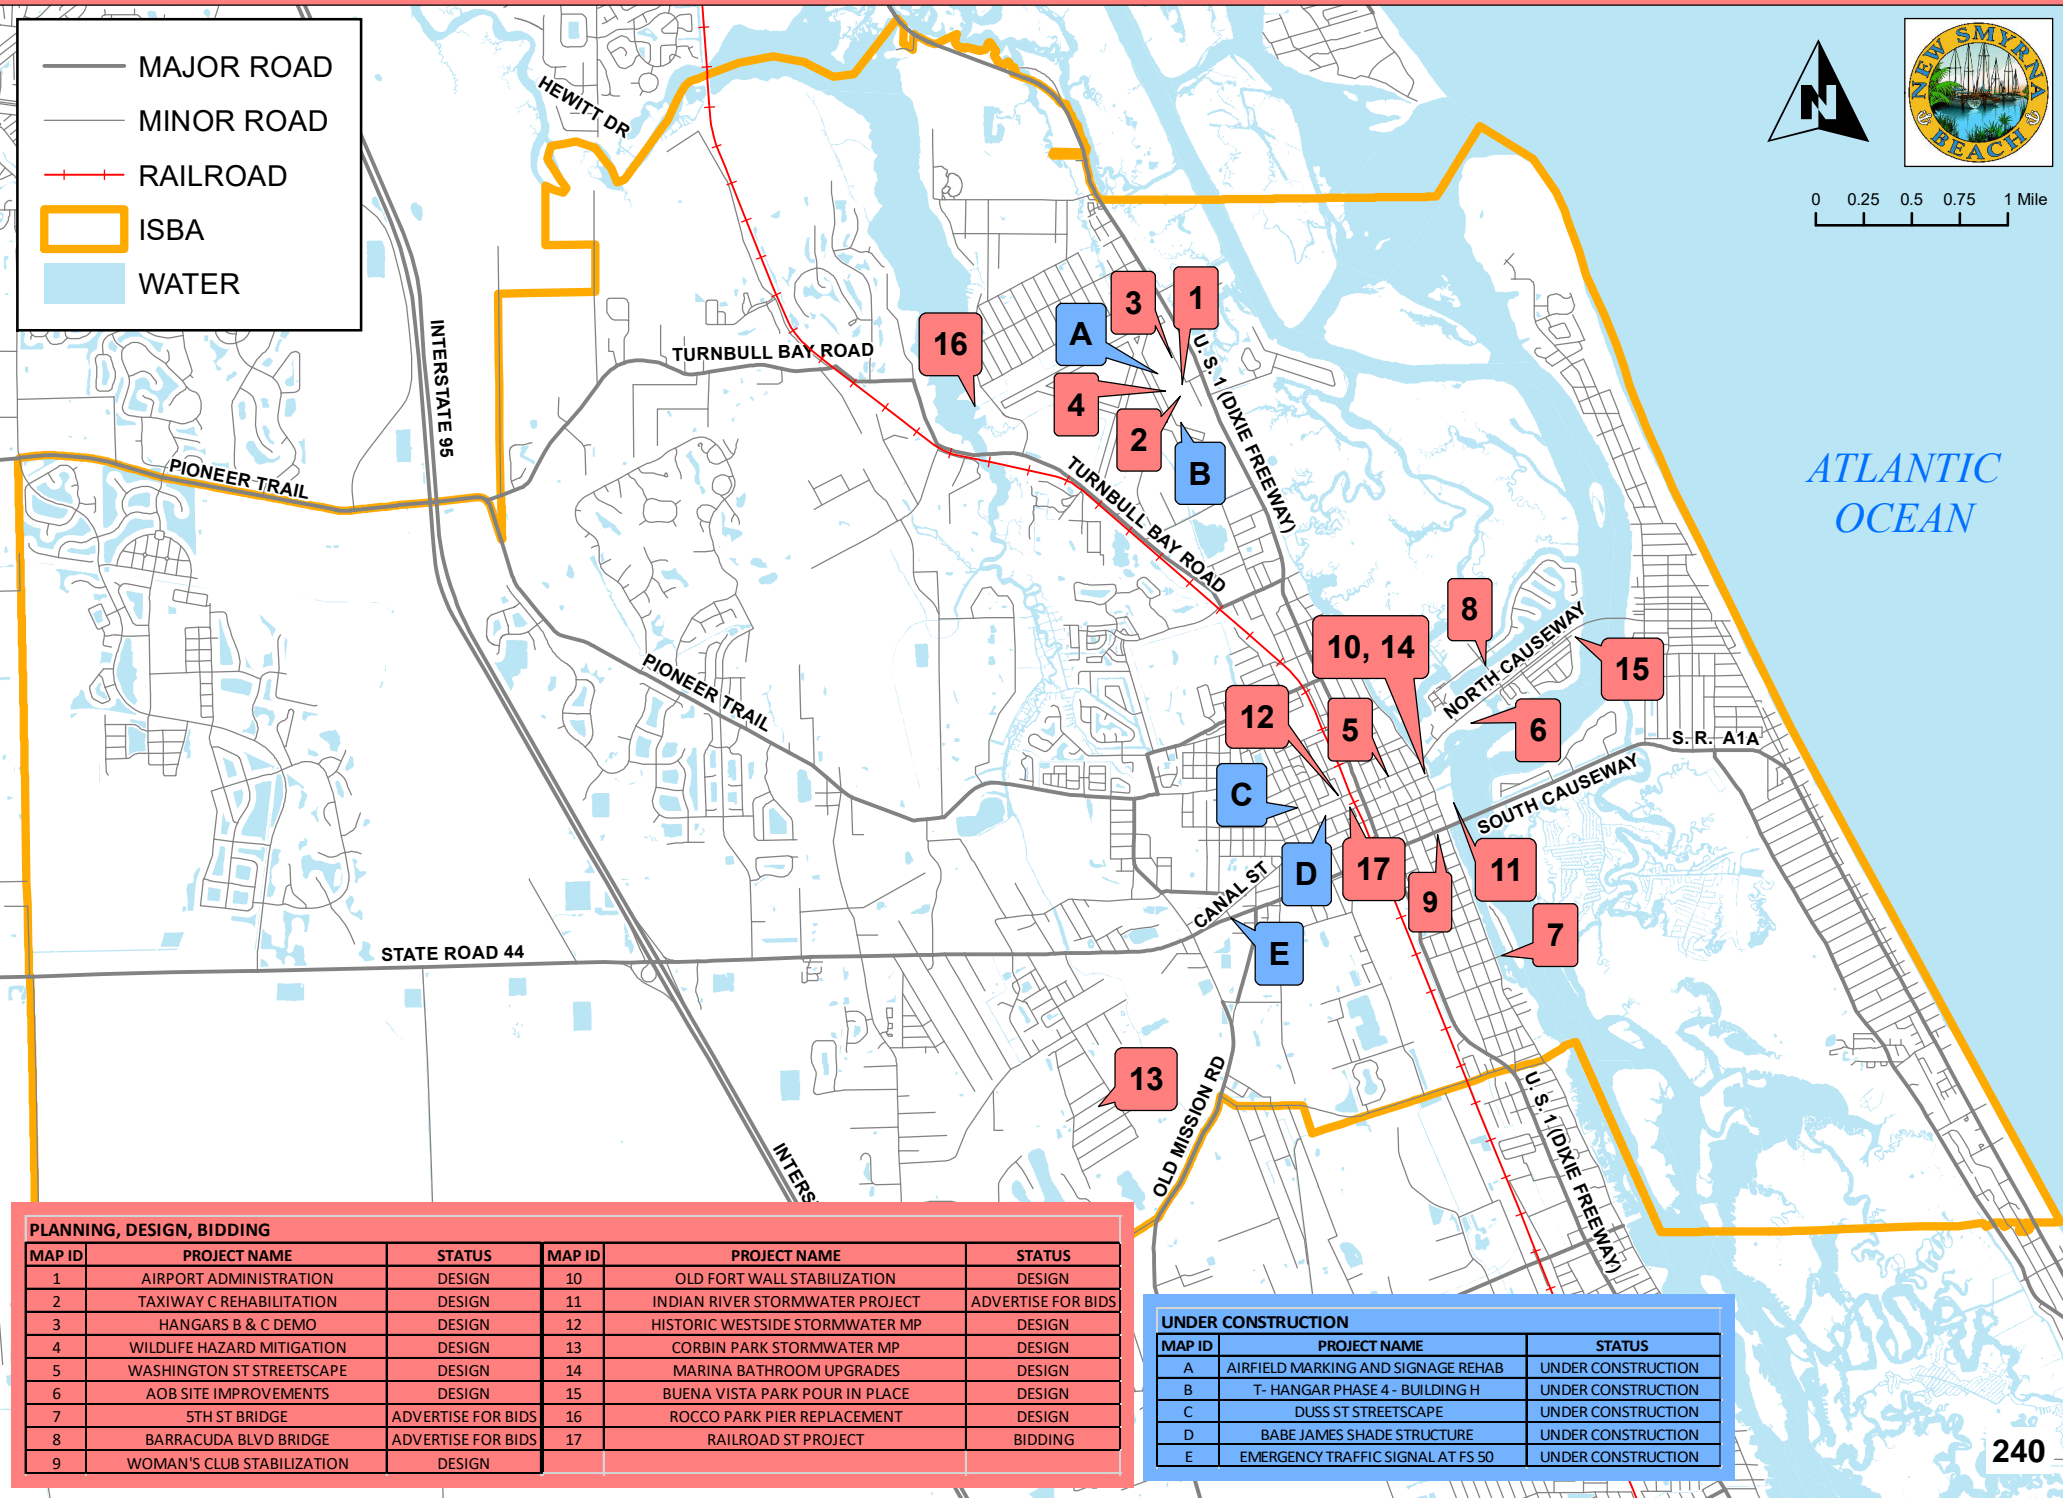 MAJOR ROAD
MINOR ROAD
RAILROAD
ISBA
WATER
NEW SMYRNA
BEACH
N
0 0.25 0.5 0.75 1 Mile
HEWITT DR
INTERSTATE 95
TURNBULL BAY ROAD
PIONEER TRAIL
16
A
3
1
4
2
B
U. S. 1 (DIXIE FREEWAY)
TURNBULL BAY ROAD
ATLANTIC
OCEAN
PIONEER TRAIL
8
10, 14
NORTH CAUSEWAY
15
12
5
6
S. R. A1A
C
SOUTH CAUSEWAY
D
17
11
9
CANAL ST
7
E
STATE ROAD 44
13
OLD MISSION RD
U. S. 1 (DIXIE FREEWAY)
INTERS
PLANNING, DESIGN, BIDDING
MAP ID PROJECT NAME STATUS MAP ID PROJECT NAME STATUS
1 AIRPORT ADMINISTRATION DESIGN 10 OLD FORT WALL STABILIZATION DESIGN
2 TAXIWAY C REHABILITATION DESIGN 11 INDIAN RIVER STORMWATER PROJECT ADVERTISE FOR BIDS
3 HANGARS B & C DEMO DESIGN 12 HISTORIC WESTSIDE STORMWATER MP DESIGN
4 WILDLIFE HAZARD MITIGATION DESIGN 13 CORBIN PARK STORMWATER MP DESIGN
5 WASHINGTON ST STREETSCAPE DESIGN 14 MARINA BATHROOM UPGRADES DESIGN
6 AOB SITE IMPROVEMENTS DESIGN 15 BUENA VISTA PARK POUR IN PLACE DESIGN
7 5TH ST BRIDGE ADVERTISE FOR BIDS 16 ROCCO PARK PIER REPLACEMENT DESIGN
8 BARRACUDA BLVD BRIDGE ADVERTISE FOR BIDS 17 RAILROAD ST PROJECT BIDDING
9 WOMAN'S CLUB STABILIZATION DESIGN
UNDER CONSTRUCTION
MAP ID PROJECT NAME STATUS
A AIRFIELD MARKING AND SIGNAGE REHAB UNDER CONSTRUCTION
B T- HANGAR PHASE 4 - BUILDING H UNDER CONSTRUCTION
C DUSS ST STREETSCAPE UNDER CONSTRUCTION
D BABE JAMES SHADE STRUCTURE UNDER CONSTRUCTION
E EMERGENCY TRAFFIC SIGNAL AT FS 50 UNDER CONSTRUCTION
240